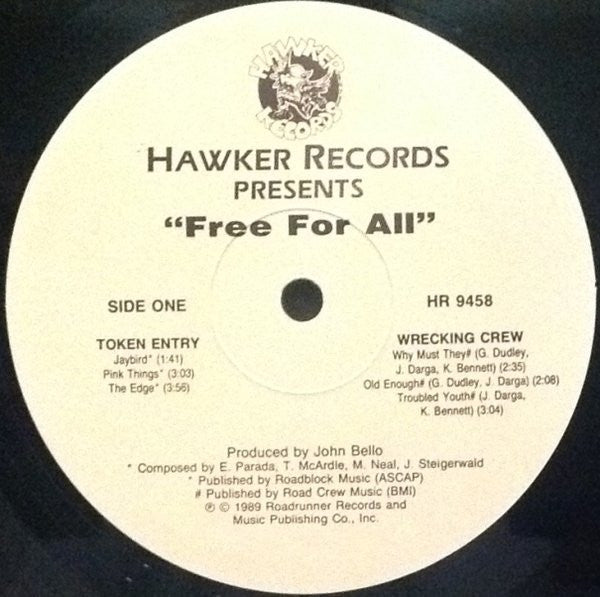 HAWKER
RECORDS
HAWKER RECORDS
PRESENTS
"Free For All"
SIDE ONE
HR 9458
TOKEN ENTRY
Jaybird* (1:41)
Pink Things* (3:03)
The Edge* (3:56)
WRECKING CREW
Why Must They# (G. Dudley,
J. Darga, K. Bennett) (2:35)
Old Enough# (G. Dudley, J. Darga) (2:08)
Troubled Youth# (J. Darga,
K. Bennett) (3:04)
Produced by John Bello
* Composed by E. Parada, T. McArdle, M. Neal, J. Steigerwald
* Published by Roadblock Music (ASCAP)
# Published by Road Crew Music (BMI)
℗ © 1989 Roadrunner Records and
Music Publishing Co., Inc.